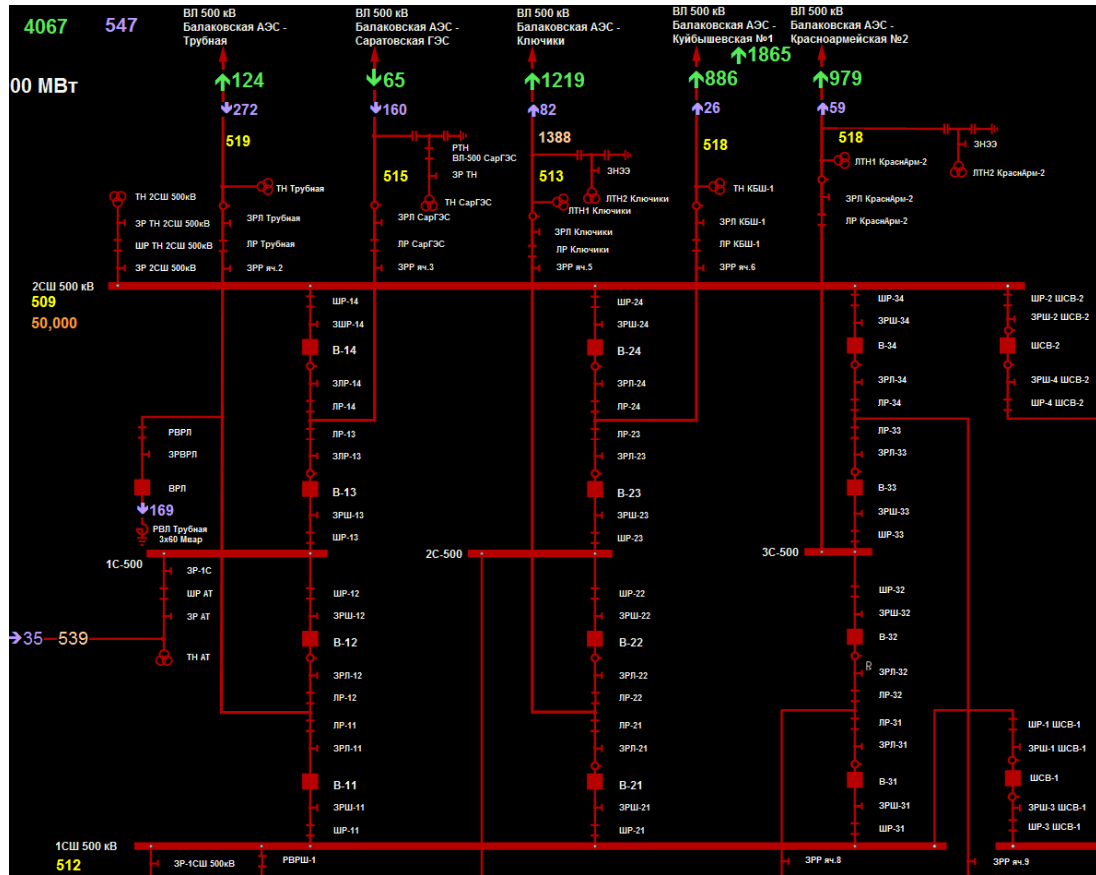 4067
547
00 МВт
ВЛ 500 кВ
Балаковская АЭС -
Трубная
ВЛ 500 кВ
Балаковская АЭС -
Саратовская ГЭС
ВЛ 500 кВ
Балаковская АЭС -
Ключики
ВЛ 500 кВ
Балаковская АЭС -
Куйбышевская №1
ВЛ 500 кВ
Балаковская АЭС -
Красноармейская №2
1865
124
65
1219
886
979
272
160
82
26
59
519
515
1388
513
518
518
РТН
ВЛ-500 СарГЭС
ЗР ТН
ТН СарГЭС
ЗНЭЭ
ЛТН2 Ключики
ЛТН1 Ключики
ЗНЭЭ
ЛТН1 КраснАрм-2
ЛТН2 КраснАрм-2
ТН Трубная
ТН КБШ-1
ТН 2СШ 500кВ
ЗР ТН 2СШ 500кВ
ШР ТН 2СШ 500кВ
ЗР 2СШ 500кВ
ЗРЛ Трубная
ЛР Трубная
ЗРР яч.2
ЗРЛ СарГЭС
ЛР СарГЭС
ЗРР яч.3
ЗРЛ Ключики
ЛР Ключики
ЗРР яч.5
ЗРЛ КБШ-1
ЛР КБШ-1
ЗРР яч.6
ЗРЛ КраснАрм-2
ЛР КраснАрм-2
2СШ 500 кВ
509
50,000
ШР-14
ЗШР-14
В-14
ЗЛР-14
ЛР-14
ЛР-13
ЗЛР-13
В-13
ЗРШ-13
ШР-13
ШР-24
ЗРШ-24
В-24
ЗРЛ-24
ЛР-24
ЛР-23
ЗРЛ-23
В-23
ЗРШ-23
ШР-23
ШР-34
ЗРШ-34
В-34
ЗРЛ-34
ЛР-34
ЛР-33
ЗРЛ-33
В-33
ЗРШ-33
ШР-33
ШР-2 ШСВ-2
ЗРШ-2 ШСВ-2
ШСВ-2
ЗРШ-4 ШСВ-2
ШР-4 ШСВ-2
РВРЛ
ЗРВРЛ
ВРЛ
169
РВЛ Трубная
3х60 Мвар
1С-500
2С-500
3С-500
ЗР-1С
ШР АТ
ЗР АТ
35
539
ТН АТ
ШР-12
ЗРШ-12
В-12
ЗРЛ-12
ЛР-12
ЛР-11
ЗРЛ-11
В-11
ЗРШ-11
ШР-11
ШР-22
ЗРШ-22
В-22
ЗРЛ-22
ЛР-22
ЛР-21
ЗРЛ-21
В-21
ЗРШ-21
ШР-21
ШР-32
ЗРШ-32
В-32
R
ЗРЛ-32
ЛР-32
ЛР-31
ЗРЛ-31
В-31
ЗРШ-31
ШР-31
ШР-1 ШСВ-1
ЗРШ-1 ШСВ-1
ШСВ-1
ЗРШ-3 ШСВ-1
ШР-3 ШСВ-1
1СШ 500 кВ
512
ЗР-1СШ 500кВ
РВРШ-1
ЗРР яч.8
ЗРР яч.9